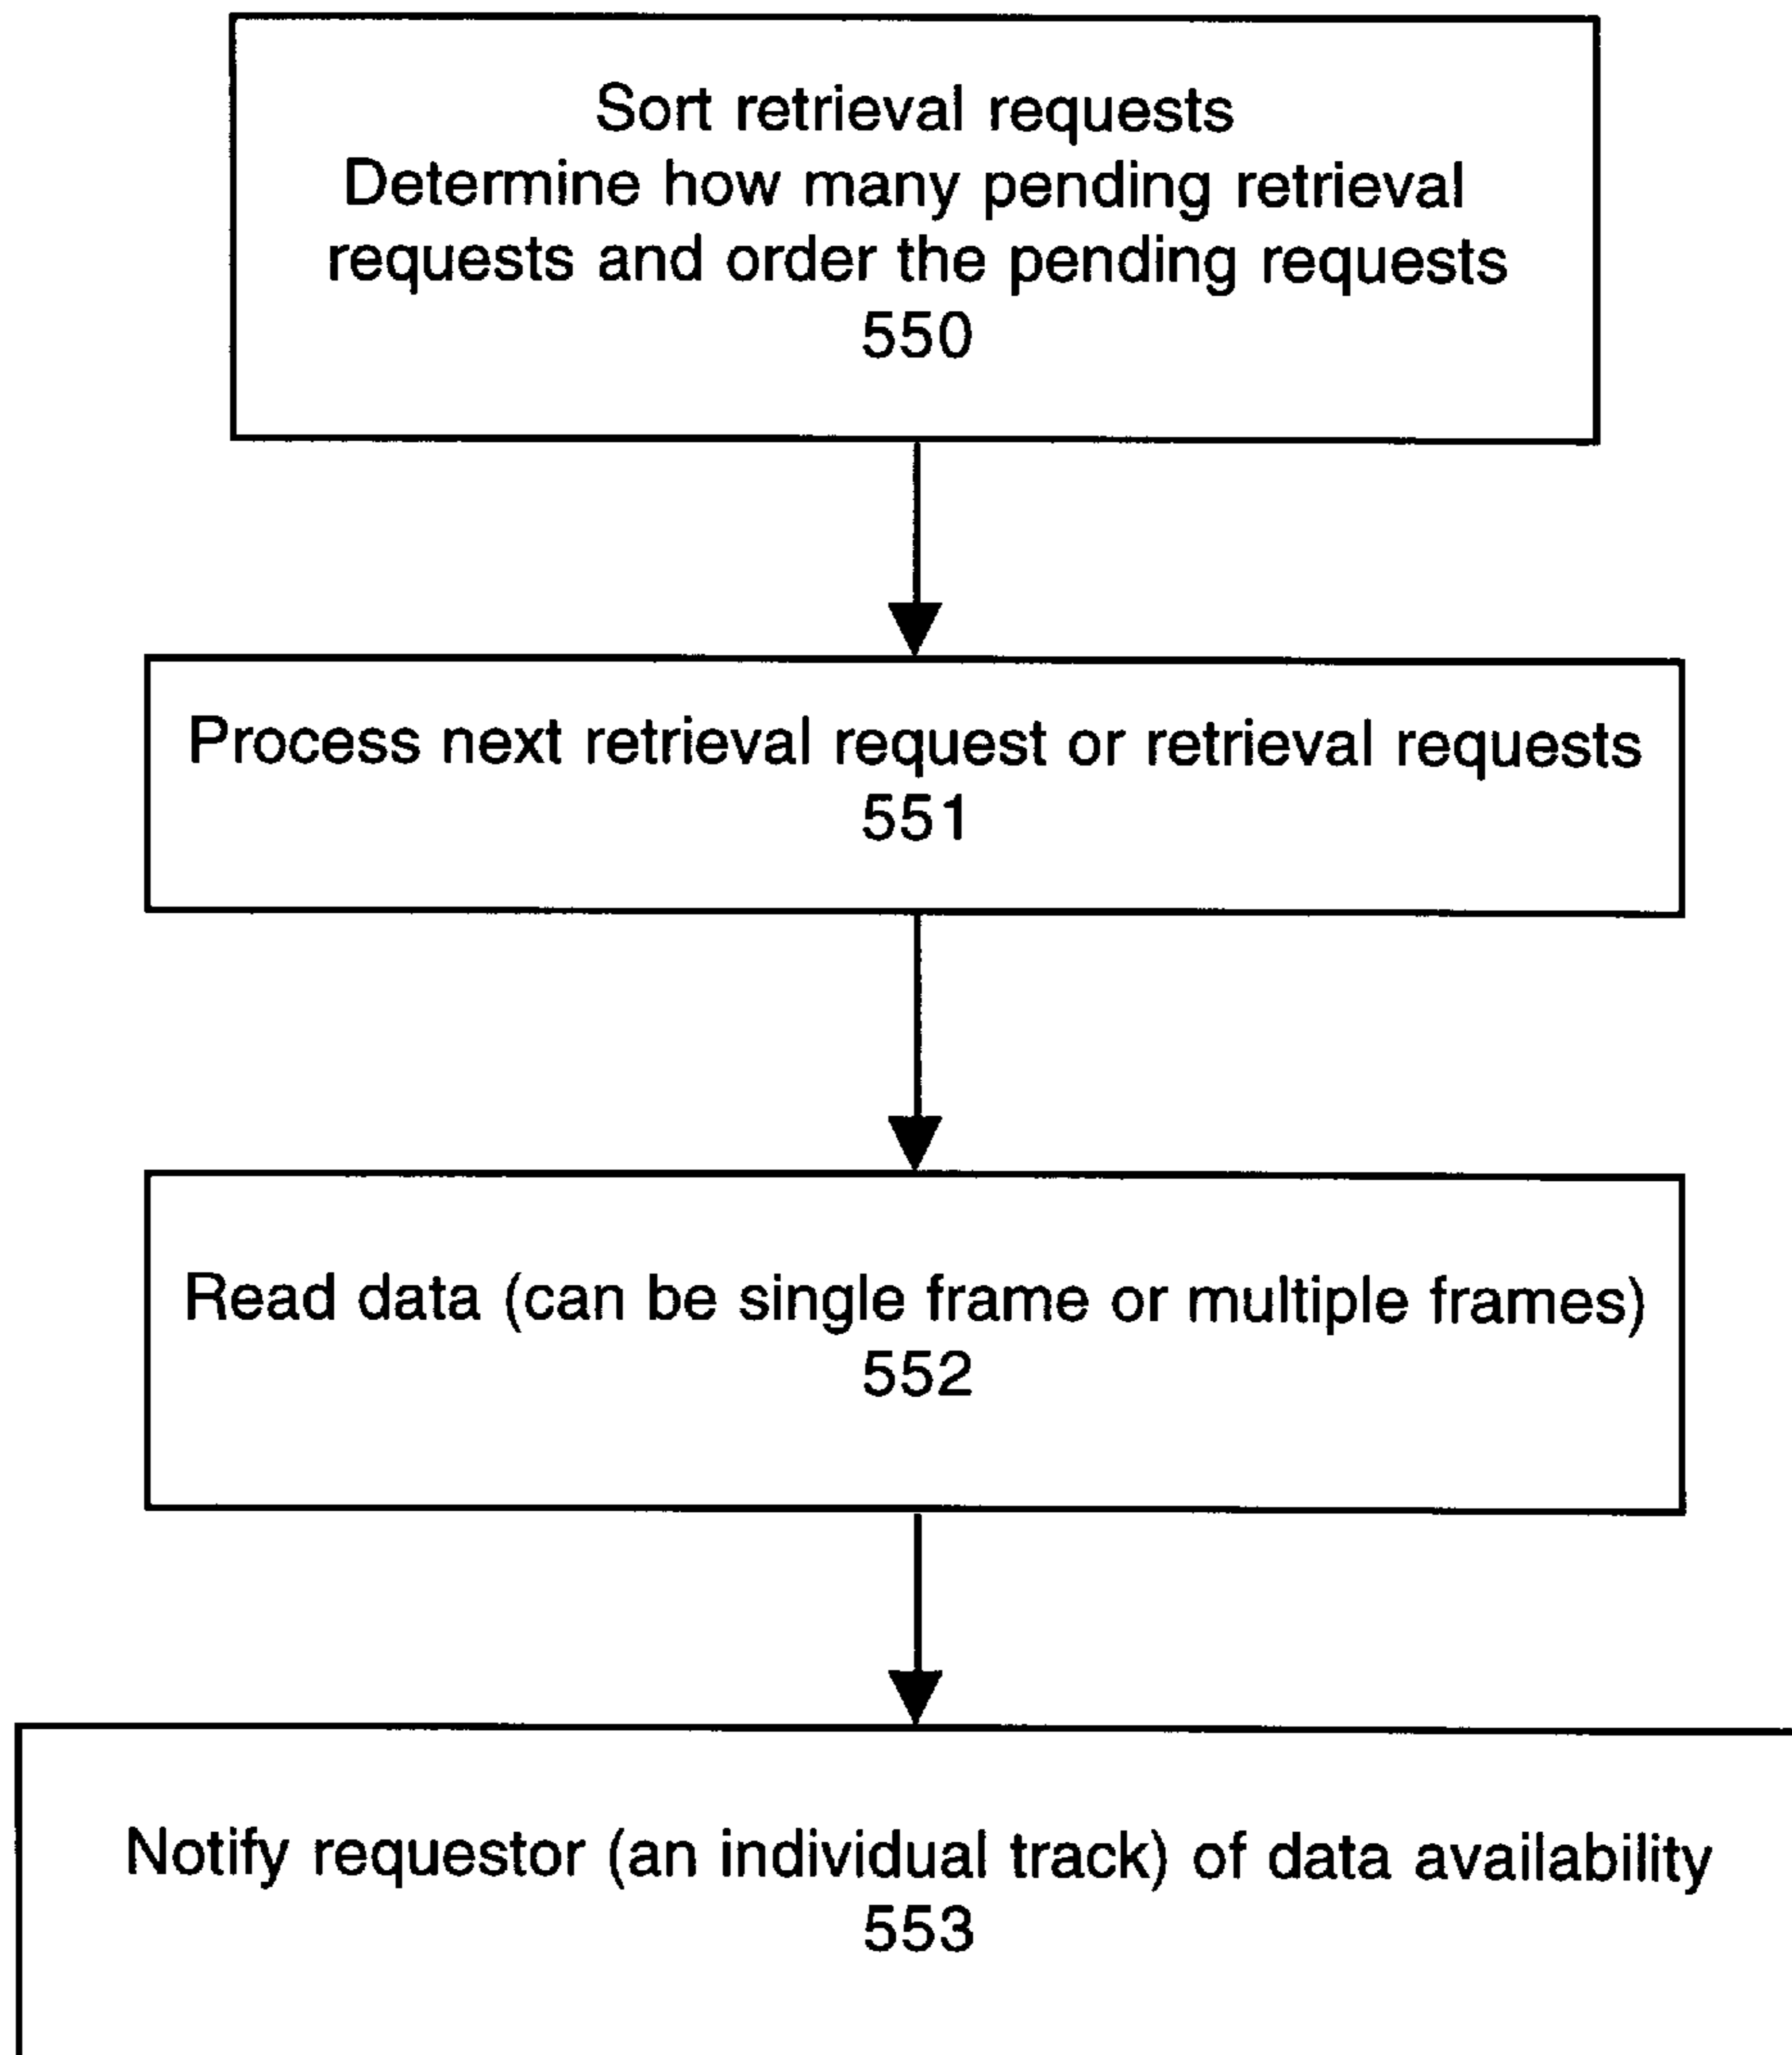 Sort retrieval requests
Determine how many pending retrieval
requests and order the pending requests
550
Process next retrieval request or retrieval requests
551
Read data (can be single frame or multiple frames)
552
Notify requestor (an individual track) of data availability
553